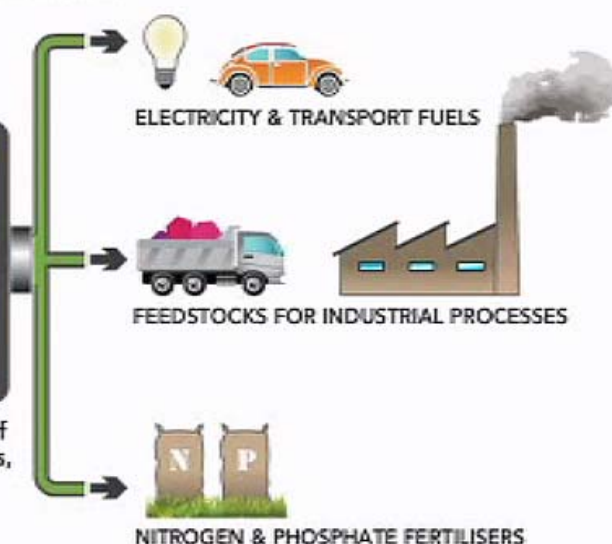 ELECTRICITY & TRANSPORT FUELS
FEEDSTOCKS FOR INDUSTRIAL PROCESSES
N P
NITROGEN & PHOSPHATE FERTILISERS